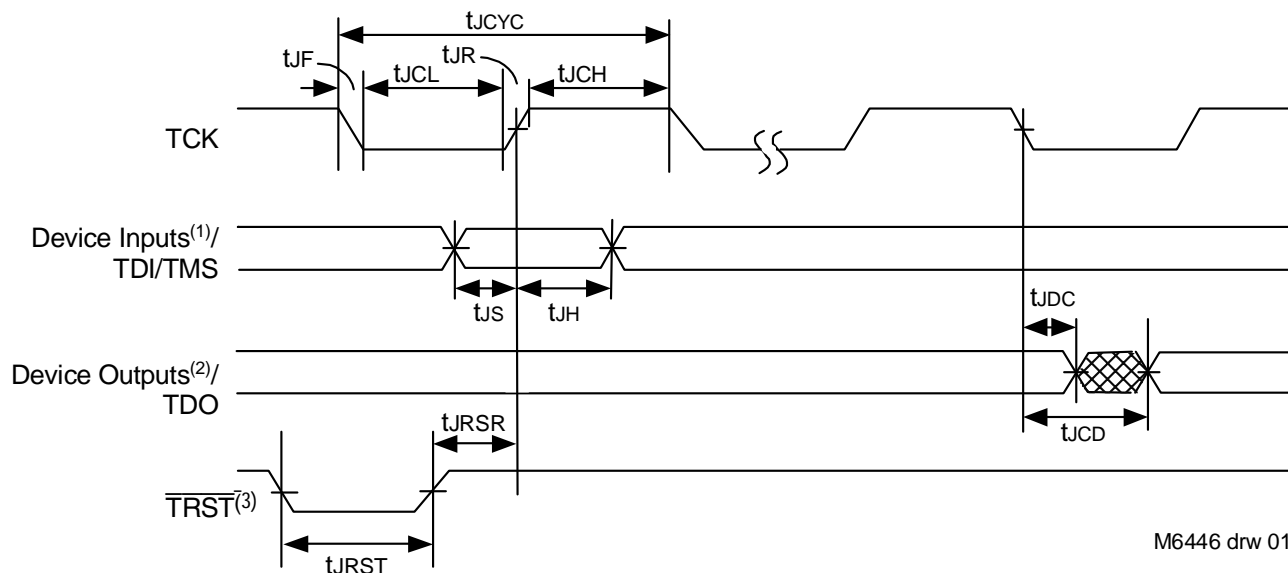 tJCYC
tJF
tJR
tJCL
tJCH
TCK
Device Inputs(1)/
TDI/TMS
tJS
tJH
tJDC
Device Outputs(2)/
TDO
tJRSR
tJCD
TRST(3)
tJRST
M6446 drw 01